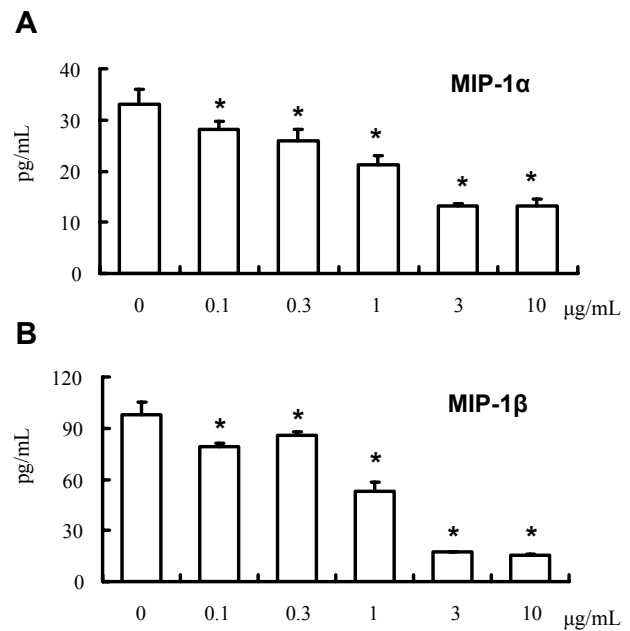 A
MIP-1α
40
30
20
10
0
pg/mL
* * * * *
0 0.1 0.3 1 3 10 µg/mL
B
MIP-1β
120
90
60
30
0
pg/mL
* * * * *
0 0.1 0.3 1 3 10 µg/mL